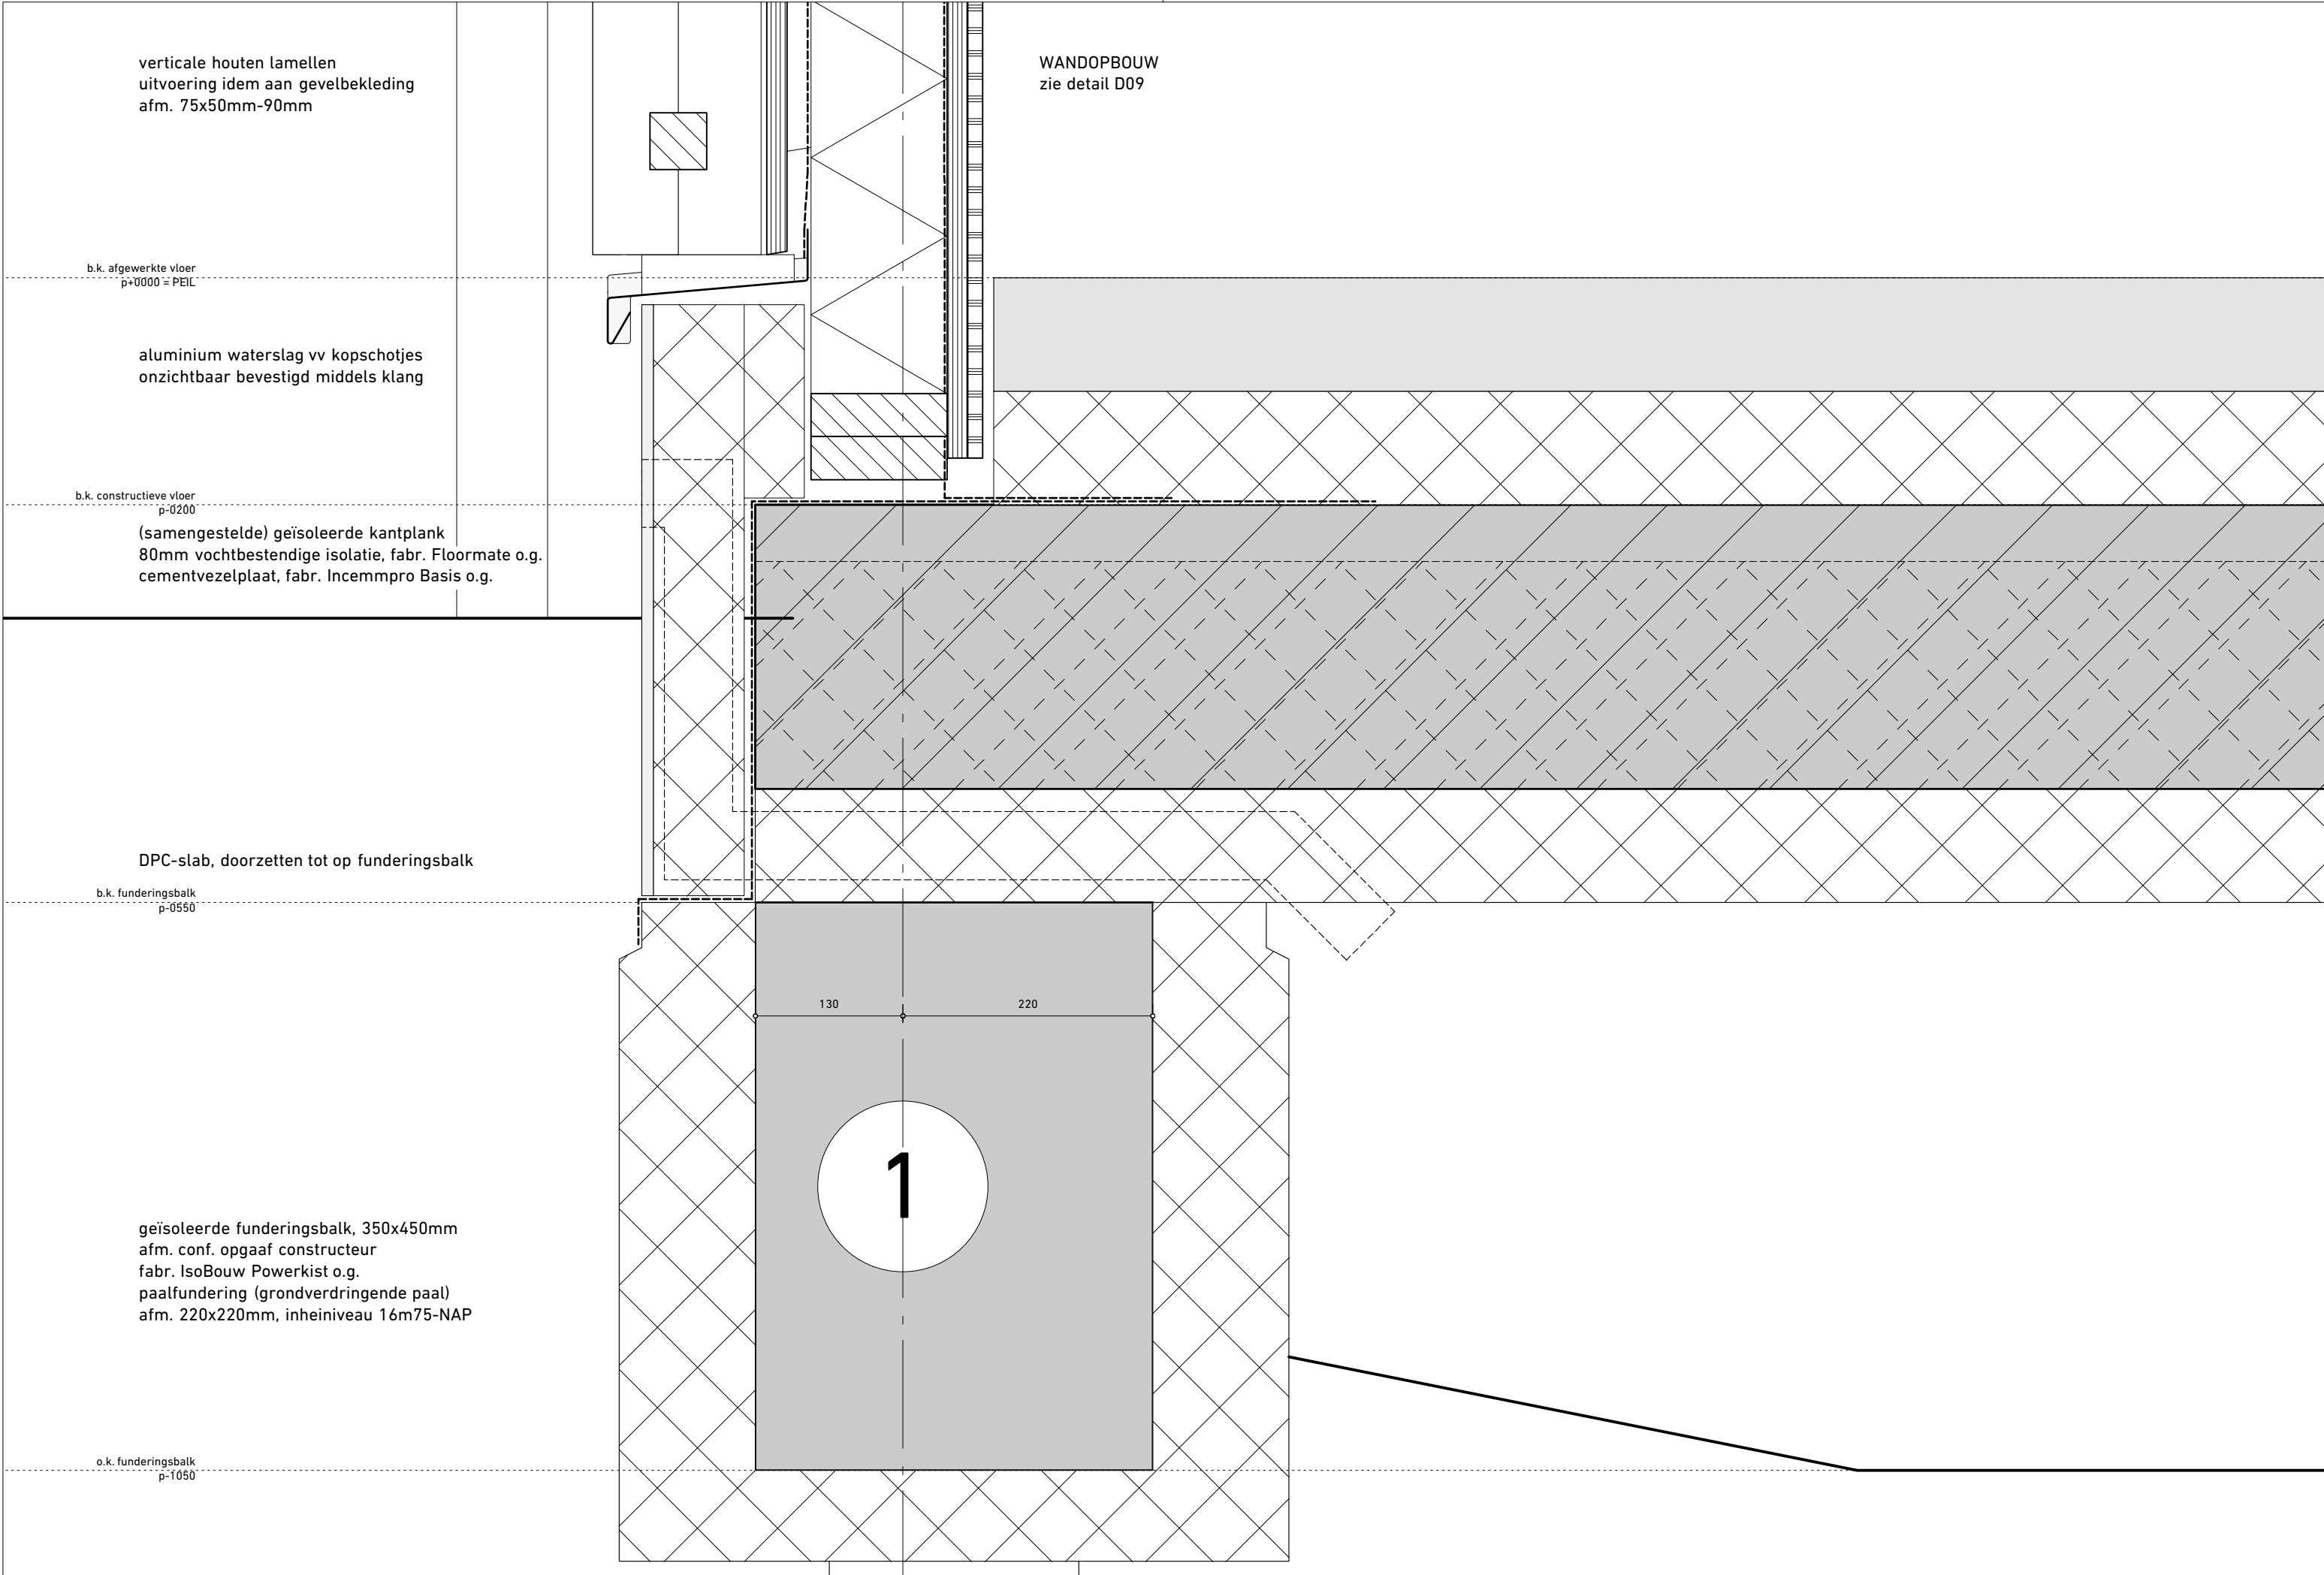 verticale houten lamellen
uitvoering idem aan gevelbekleding
afm. 75x50mm-90mm
WANDOPBOUW
zie detail D09
b.k. afgewerkte vloer
p+0000 = PEIL
aluminium waterslag vv kopschotjes
onzichtbaar bevestigd middels klang
b.k. constructieve vloer
p-0200
(samengestelde) geïsoleerde kantplank
80mm vochtbestendige isolatie, fabr. Floormate o.g.
cementvezelplaat, fabr. Incemmpro Basis o.g.
DPC-slab, doorzetten tot op funderingsbalk
b.k. funderingsbalk
p-0550
130
220
1
geïsoleerde funderingsbalk, 350x450mm
afm. conf. opgaaf constructeur
fabr. IsoBouw Powerkist o.g.
paalfundering (grondverdringende paal)
afm. 220x220mm, inheiniveau 16m75-NAP
o.k. funderingsbalk
p-1050